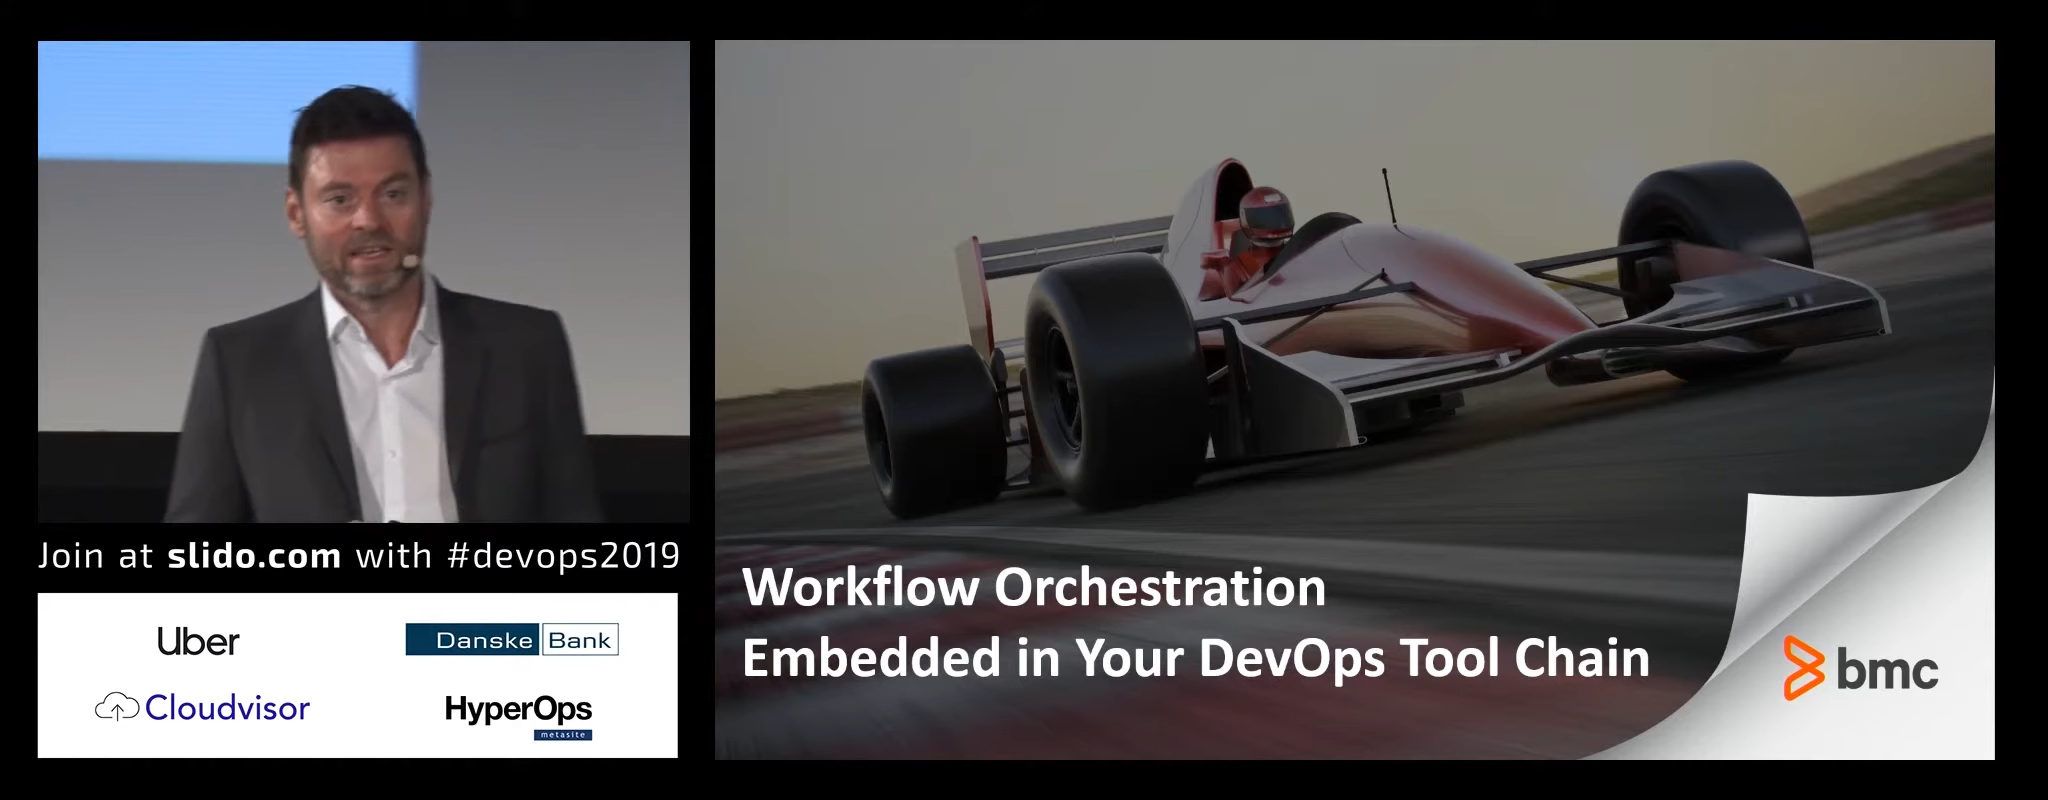 Join at slido.com with #devops2019
Uber
Danske Bank
Cloudvisor
HyperOps
metasite
Workflow Orchestration
Embedded in Your DevOps Tool Chain
bmc